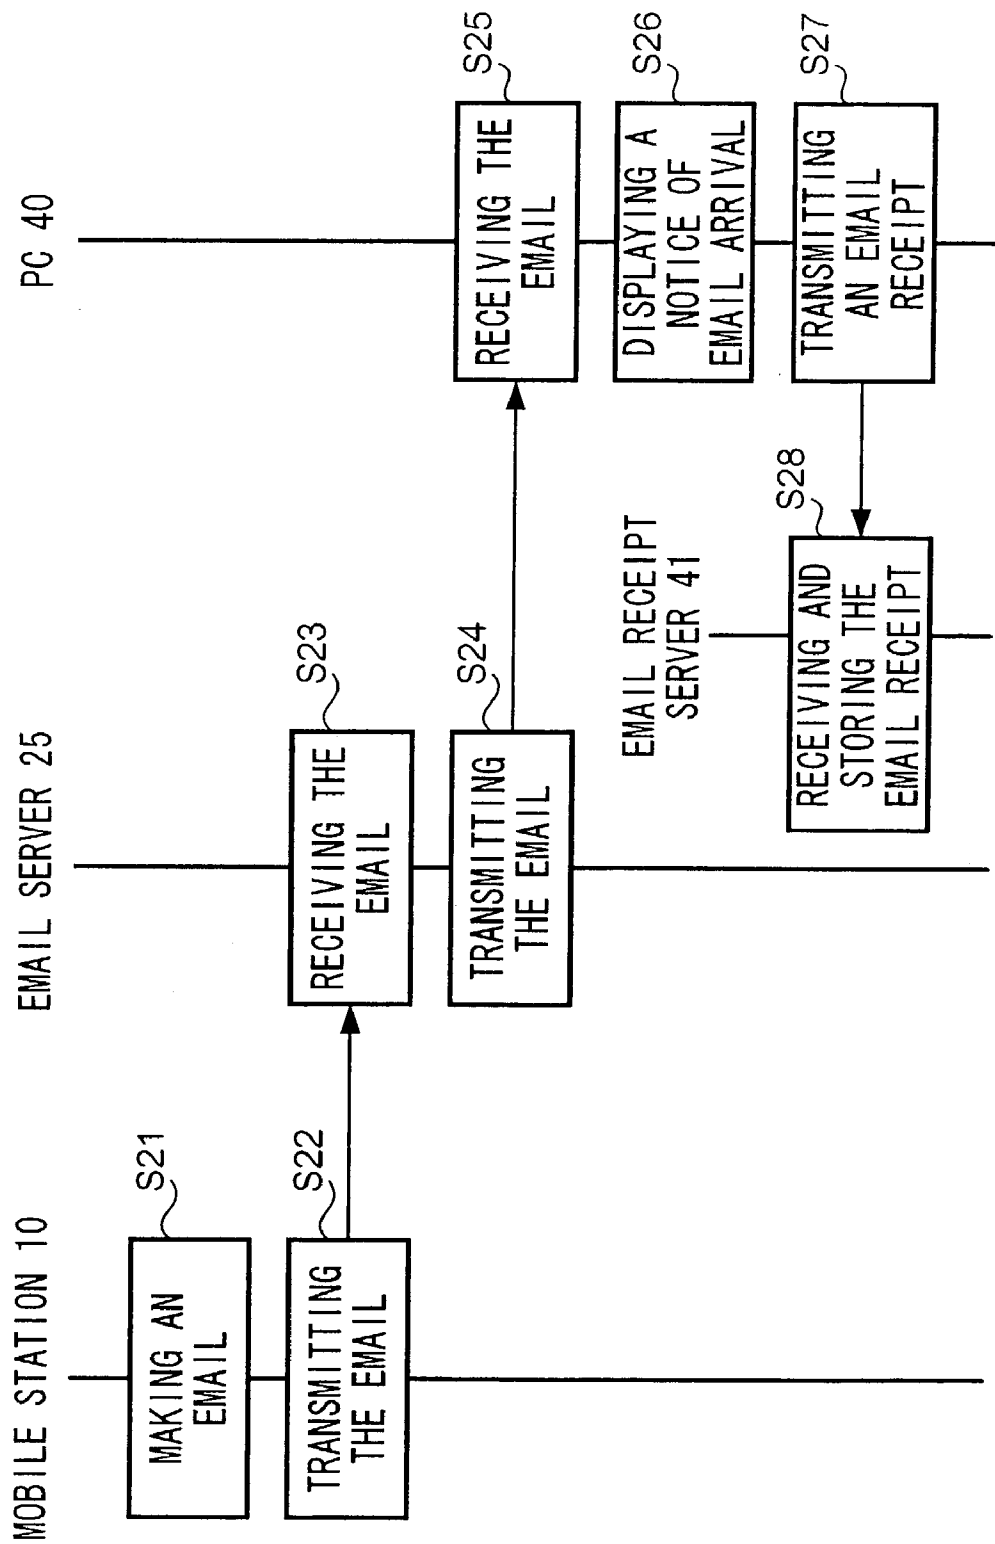 MOBILE STATION 10
EMAIL SERVER 25
PC 40
S21
MAKING AN
EMAIL
S22
TRANSMITTING
THE EMAIL
S23
RECEIVING THE
EMAIL
S24
TRANSMITTING
THE EMAIL
S25
RECEIVING THE
EMAIL
S26
DISPLAYING A
NOTICE OF
EMAIL ARRIVAL
S27
TRANSMITTING
AN EMAIL
RECEIPT
EMAIL RECEIPT
SERVER 41
S28
RECEIVING AND
STORING THE
EMAIL RECEIPT